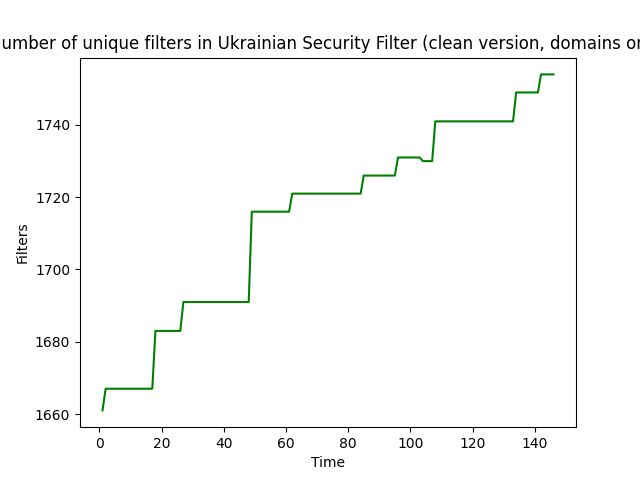 umber of unique filters in Ukrainian Security Filter (clean version, domains or
1740
1720
1700
1680
1660
Filters
0 20 40 60 80 100 120 140
Time